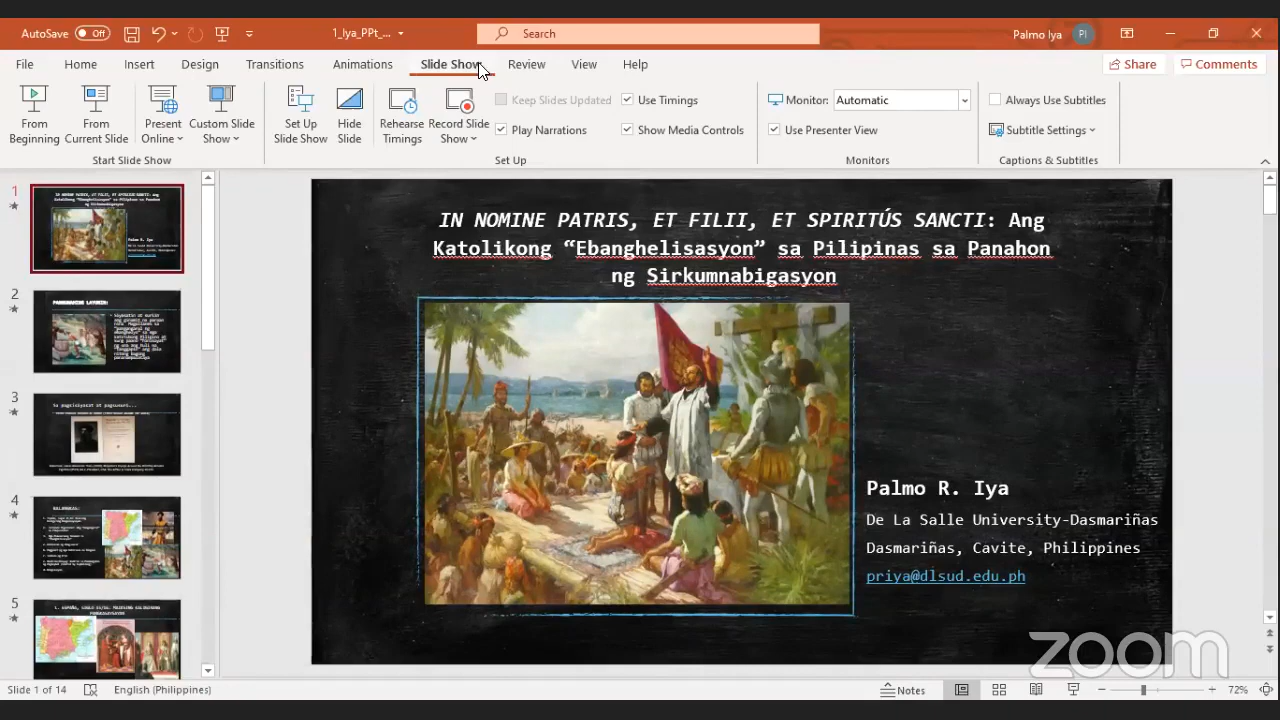 AutoSave Off 1_Iya_PPt_... Search Palmo Iya PI
File Home Insert Design Transitions Animations Slide Show Review View Help Share Comments
From Beginning
From Current Slide
Present Online
Custom Slide Show
Set Up Slide Show
Hide Slide
Rehearse Timings
Record Slide Show
Keep Slides Updated
Play Narrations
Use Timings
Show Media Controls
Monitor: Automatic
Use Presenter View
Always Use Subtitles
Subtitle Settings
Start Slide Show Set Up Monitors Captions & Subtitles
1
2
3
4
5
IN NOMINE PATRIS, ET FILII, ET SPIRITÚS SANCTI: Ang
Katolikong “Ebanghelisasyon” sa Pilipinas sa Panahon
ng Sirkumnabigasyon
Palmo R. Iya
De La Salle University-Dasmariñas
Dasmariñas, Cavite, Philippines
priya@dlsud.edu.ph
zoom
Slide 1 of 14 English (Philippines) Notes 72%